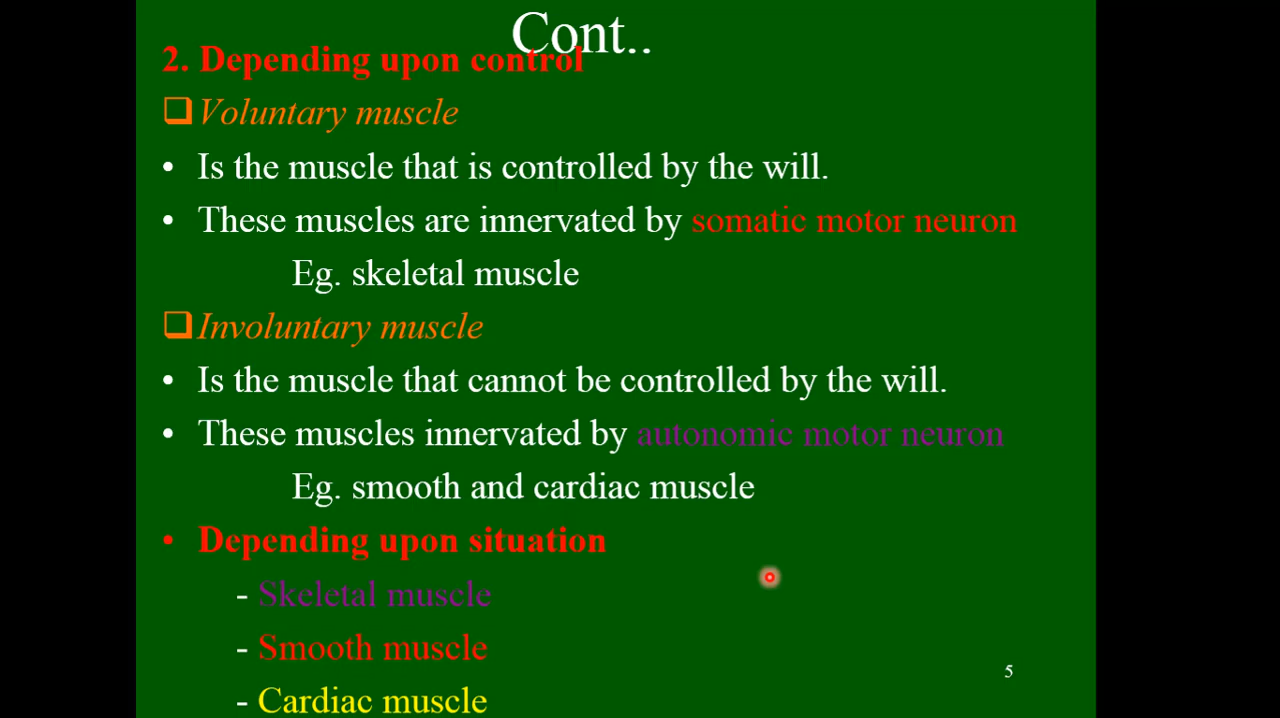 Cont..
2. Depending upon control
❑Voluntary muscle
• Is the muscle that is controlled by the will.
• These muscles are innervated by somatic motor neuron
Eg. skeletal muscle
❑Involuntary muscle
• Is the muscle that cannot be controlled by the will.
• These muscles innervated by autonomic motor neuron
Eg. smooth and cardiac muscle
• Depending upon situation
- Skeletal muscle
- Smooth muscle
5
- Cardiac muscle